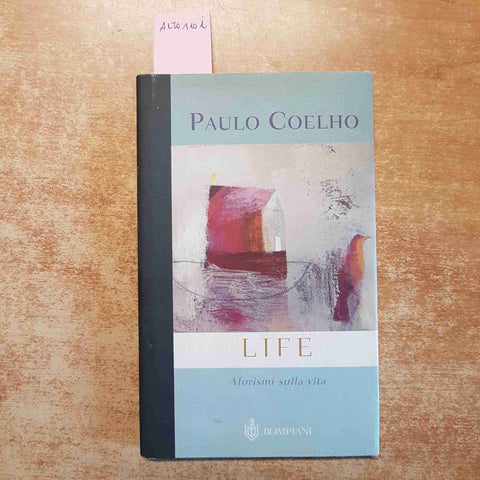 PAULO COELHO
LIFE
Aforismi sulla vita
BOMPIANI